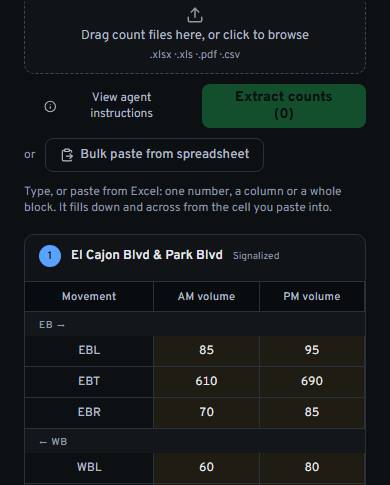 Drag count files here, or click to browse
.xlsx ·.xls ·.pdf ·.csv
View agent
instructions
Extract counts
(0)
or
Bulk paste from spreadsheet
Type, or paste from Excel: one number, a column or a whole
block. It fills down and across from the cell you paste into.
1 El Cajon Blvd & Park Blvd Signalized
Movement AM volume PM volume
EB →
EBL 85 95
EBT 610 690
EBR 70 85
← WB
WBL 60 80